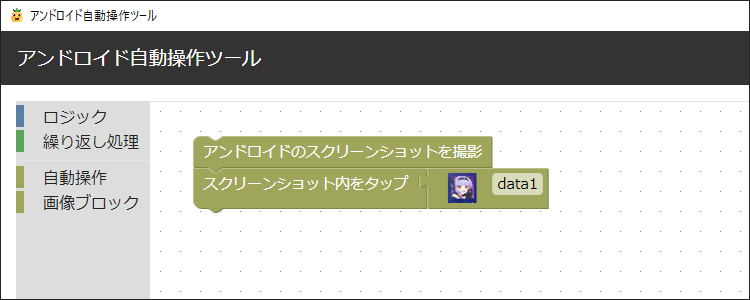 アンドロイド自動操作ツール
アンドロイド自動操作ツール
ロジック
繰り返し処理
自動操作
画像ブロック
アンドロイドのスクリーンショットを撮影
スクリーンショット内をタップ data1